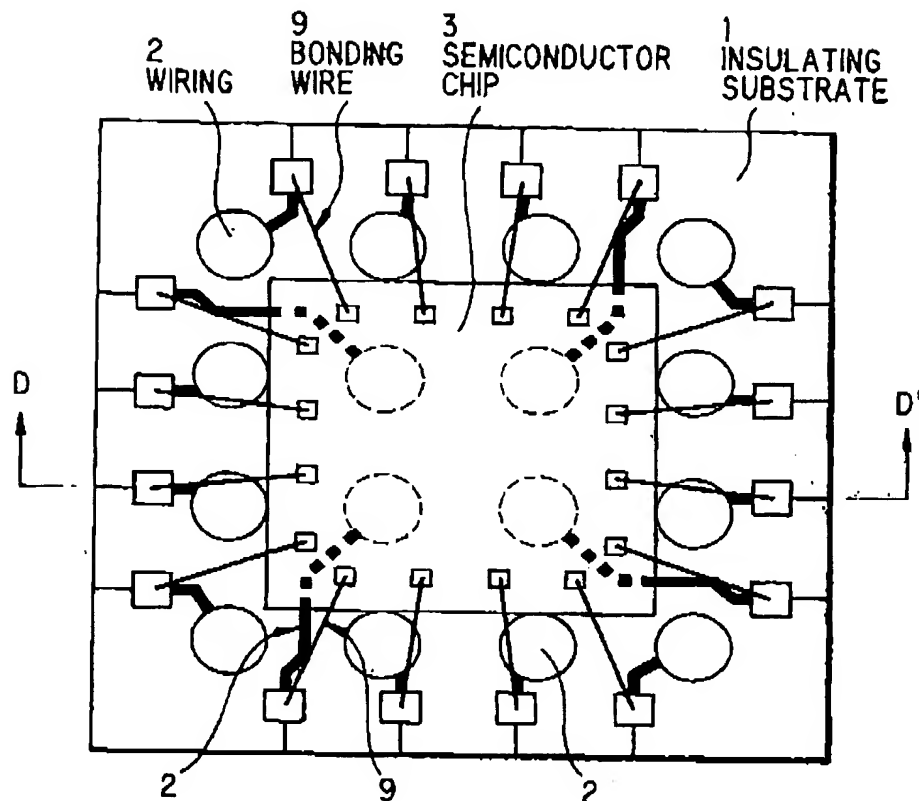 2
WIRING
9
BONDING
WIRE
3
SEMICONDUCTOR
CHIP
1
INSULATING
SUBSTRATE
D
D'
2
9
2